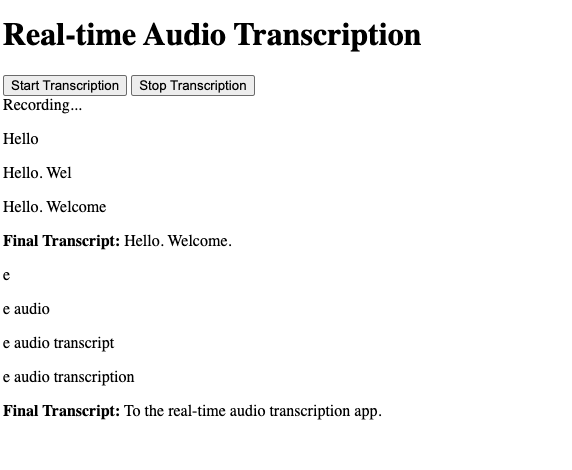 Real-time Audio Transcription
Start Transcription Stop Transcription
Recording...
Hello
Hello. Wel
Hello. Welcome
Final Transcript: Hello. Welcome.
e
e audio
e audio transcript
e audio transcription
Final Transcript: To the real-time audio transcription app.